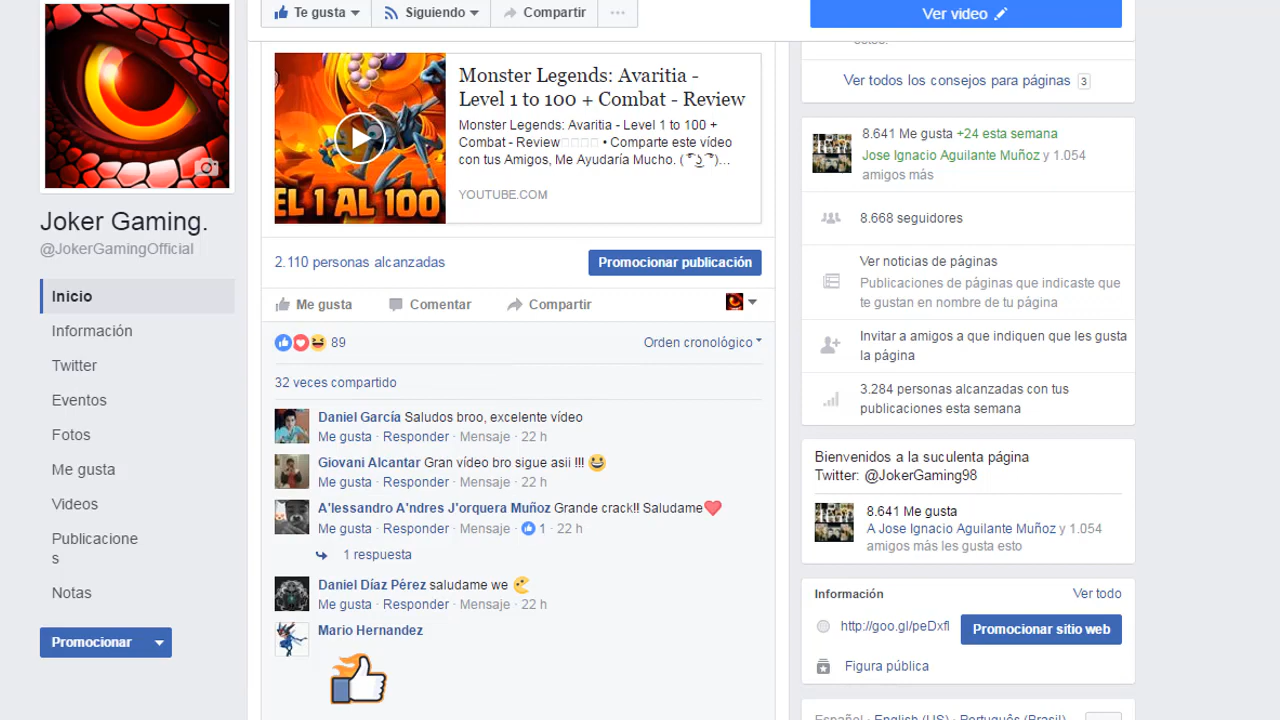 Te gusta
Siguiendo
Compartir
Ver video
Joker Gaming.
@JokerGamingOfficial
Inicio
Información
Twitter
Eventos
Fotos
Me gusta
Videos
Publicacione
s
Notas
Promocionar
EL 1 AL 100
Monster Legends: Avaritia -
Level 1 to 100 + Combat - Review
Monster Legends: Avaritia - Level 1 to 100 +
Combat - Review□□□□ • Comparte este vídeo
con tus Amigos, Me Ayudaría Mucho. ( ͡° ͜ʖ ͡°)...
YOUTUBE.COM
2.110 personas alcanzadas
Promocionar publicación
Me gusta
Comentar
Compartir
89
Orden cronológico
32 veces compartido
Daniel García Saludos broo, excelente vídeo
Me gusta · Responder · Mensaje · 22 h
Giovani Alcantar Gran vídeo bro sigue asii !!! 😀
Me gusta · Responder · Mensaje · 22 h
A'lessandro A'ndres J'orquera Muñoz Grande crack!! Saludame❤
Me gusta · Responder · Mensaje · 1 · 22 h
1 respuesta
Daniel Díaz Pérez saludame we
Me gusta · Responder · Mensaje · 22 h
Mario Hernandez
Ver todos los consejos para páginas 3
8.641 Me gusta +24 esta semana
Jose Ignacio Aguilante Muñoz y 1.054
amigos más
8.668 seguidores
Ver noticias de páginas
Publicaciones de páginas que indicaste que
te gustan en nombre de tu página
Invitar a amigos a que indiquen que les gusta
la página
3.284 personas alcanzadas con tus
publicaciones esta semana
Bienvenidos a la suculenta página
Twitter: @JokerGaming98
8.641 Me gusta
A Jose Ignacio Aguilante Muñoz y 1.054
amigos más les gusta esto
Información
Ver todo
http://goo.gl/peDxfl
Promocionar sitio web
Figura pública
Español · English (US) · Português (Brasil)